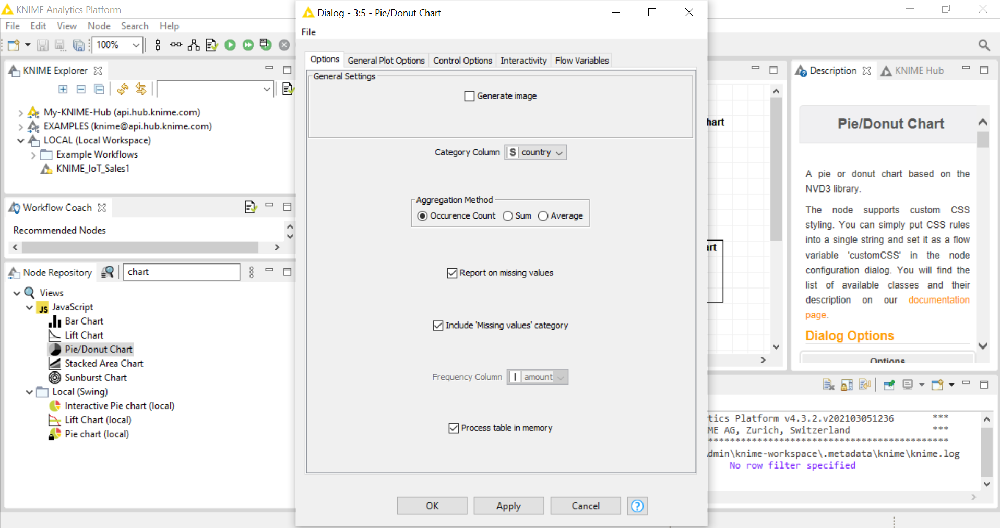 KNIME Analytics Platform
File Edit View Node Search Help
100%
KNIME Explorer
My-KNIME-Hub (api.hub.knime.com)
EXAMPLES (knime@api.hub.knime.com)
LOCAL (Local Workspace)
Example Workflows
KNIME_IoT_Sales1
Workflow Coach
Recommended Nodes
Node Repository
chart
Views
JS JavaScript
Bar Chart
Lift Chart
Pie/Donut Chart
Stacked Area Chart
Sunburst Chart
Local (Swing)
Interactive Pie chart (local)
Lift Chart (local)
Pie chart (local)
Dialog - 3:5 - Pie/Donut Chart
File
Options General Plot Options Control Options Interactivity Flow Variables
General Settings
Generate image
Category Column S country
Aggregation Method
Occurence Count Sum Average
Report on missing values
Include 'Missing values' category
Frequency Column I amount
Process table in memory
OK Apply Cancel ?
hart
rt
Description KNIME Hub
Pie/Donut Chart
A pie or donut chart based on the
NVD3 library.
The node supports custom CSS
styling. You can simply put CSS rules
into a single string and set it as a flow
variable 'customCSS' in the node
configuration dialog. You will find the
list of available classes and their
description on our documentation
page.
Dialog Options
Options
tics Platform v4.3.2.v202103051236 ***
ME AG, Zurich, Switzerland ***
*******************************************
dmin\knime-workspace\.metadata\knime\knime.log
No row filter specified